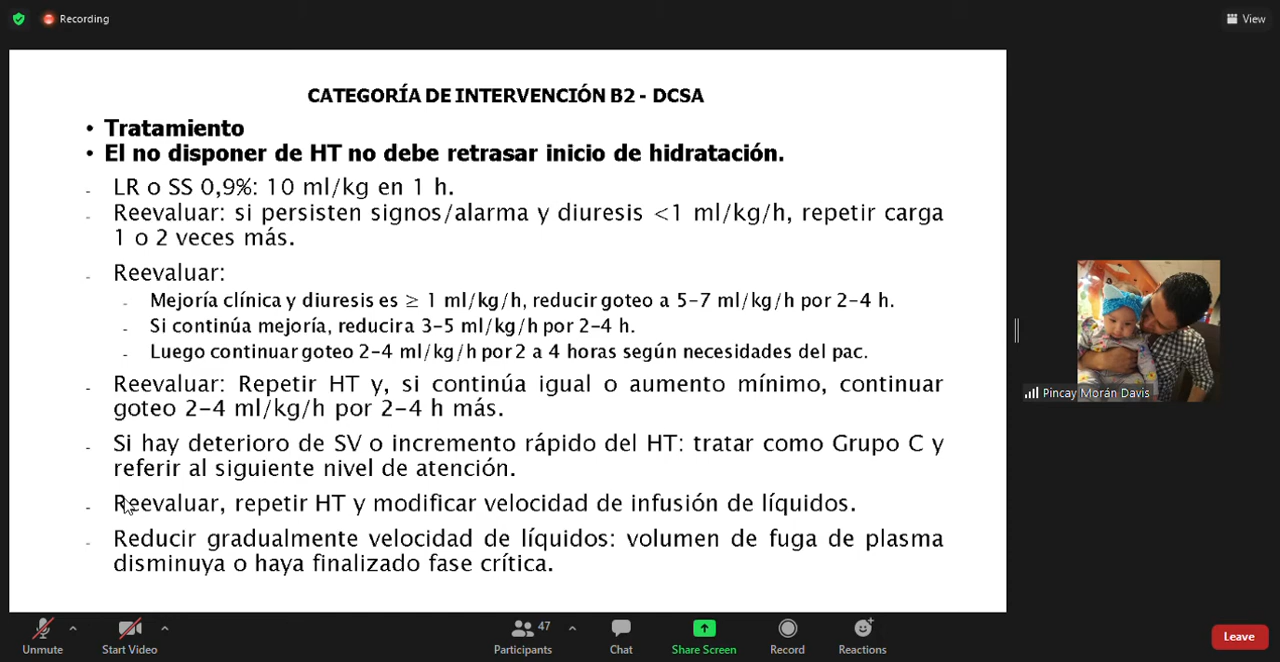 Recording
View
CATEGORÍA DE INTERVENCIÓN B2 - DCSA
• Tratamiento
• El no disponer de HT no debe retrasar inicio de hidratación.
- LR o SS 0,9%: 10 ml/kg en 1 h.
- Reevaluar: si persisten signos/alarma y diuresis <1 ml/kg/h, repetir carga
1 o 2 veces más.
- Reevaluar:
- Mejoría clínica y diuresis es ≥ 1 ml/kg/h, reducir goteo a 5-7 ml/kg/h por 2-4 h.
- Si continúa mejoría, reducir a 3-5 ml/kg/h por 2-4 h.
- Luego continuar goteo 2-4 ml/kg/h por 2 a 4 horas según necesidades del pac.
- Reevaluar: Repetir HT y, si continúa igual o aumento mínimo, continuar
goteo 2-4 ml/kg/h por 2-4 h más.
- Si hay deterioro de SV o incremento rápido del HT: tratar como Grupo C y
referir al siguiente nivel de atención.
- Reevaluar, repetir HT y modificar velocidad de infusión de líquidos.
- Reducir gradualmente velocidad de líquidos: volumen de fuga de plasma
disminuya o haya finalizado fase crítica.
Pincay Morán Davis
Unmute
Start Video
47
Participants
Chat
Share Screen
Record
Reactions
Leave